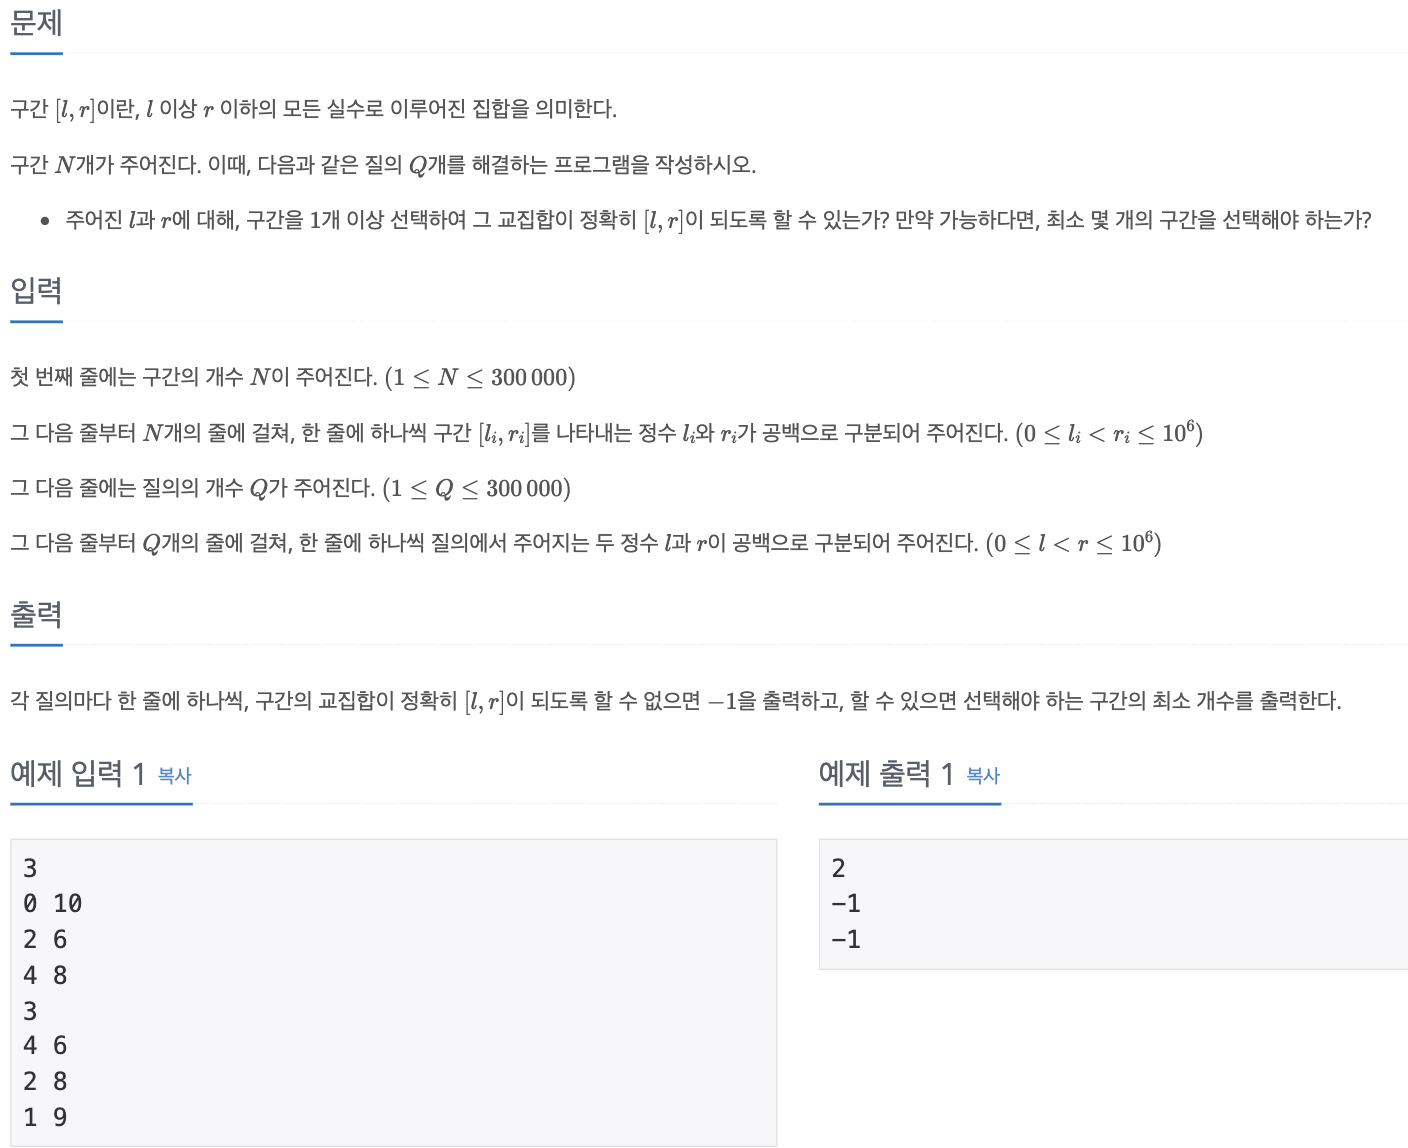 문제
구간 [l, r]이란, l 이상 r 이하의 모든 실수로 이루어진 집합을 의미한다.
구간 N개가 주어진다. 이때, 다음과 같은 질의 Q개를 해결하는 프로그램을 작성하시오.
• 주어진 l과 r에 대해, 구간을 1개 이상 선택하여 그 교집합이 정확히 [l, r]이 되도록 할 수 있는가? 만약 가능하다면, 최소 몇 개의 구간을 선택해야 하는가?
입력
첫 번째 줄에는 구간의 개수 N이 주어진다. (1 ≤ N ≤ 300 000)
그 다음 줄부터 N개의 줄에 걸쳐, 한 줄에 하나씩 구간 [l_i, r_i]를 나타내는 정수 l_i와 r_i가 공백으로 구분되어 주어진다. (0 ≤ l_i < r_i ≤ 10^6)
그 다음 줄에는 질의의 개수 Q가 주어진다. (1 ≤ Q ≤ 300 000)
그 다음 줄부터 Q개의 줄에 걸쳐, 한 줄에 하나씩 질의에서 주어지는 두 정수 l과 r이 공백으로 구분되어 주어진다. (0 ≤ l < r ≤ 10^6)
출력
각 질의마다 한 줄에 하나씩, 구간의 교집합이 정확히 [l, r]이 되도록 할 수 없으면 −1을 출력하고, 할 수 있으면 선택해야 하는 구간의 최소 개수를 출력한다.
예제 입력 1 복사
3
0 10
2 6
4 8
3
4 6
2 8
1 9
예제 출력 1 복사
2
-1
-1